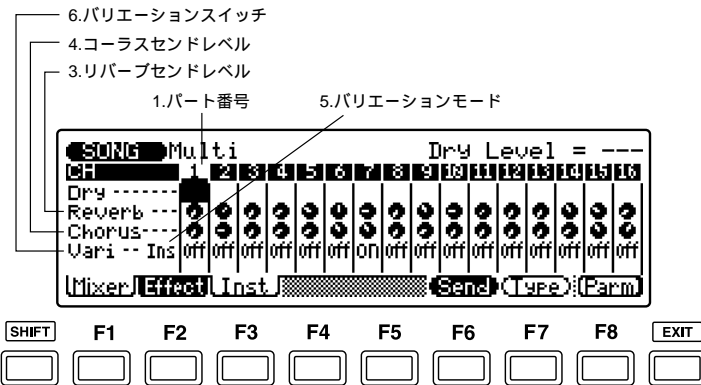 6.バリエーションスイッチ
4.コーラスセンドレベル
3.リバーブセンドレベル
1.パート番号 5.バリエーションモード
SONG Multi Dry Level = ---
CH 1 2 3 4 5 6 7 8 9 10 11 12 13 14 15 16
Dry -------
Reverb ---
Chorus----
Vari -- Ins off off off off off off on off off off off off off off off off
Mixer Effect Inst Send Type Parm
SHIFT F1 F2 F3 F4 F5 F6 F7 F8 EXIT